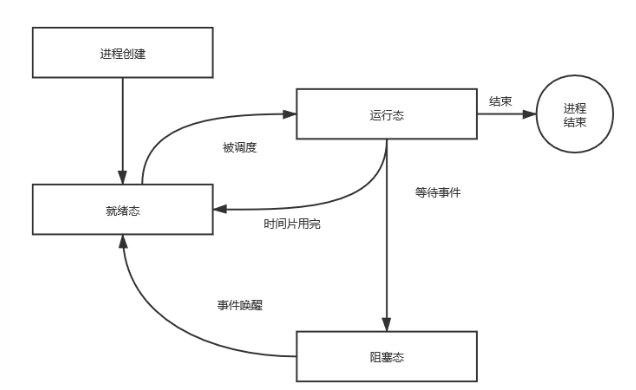 进程创建
运行态
结束
进程
结束
被调度
等待事件
就绪态
时间片用完
事件唤醒
阻塞态